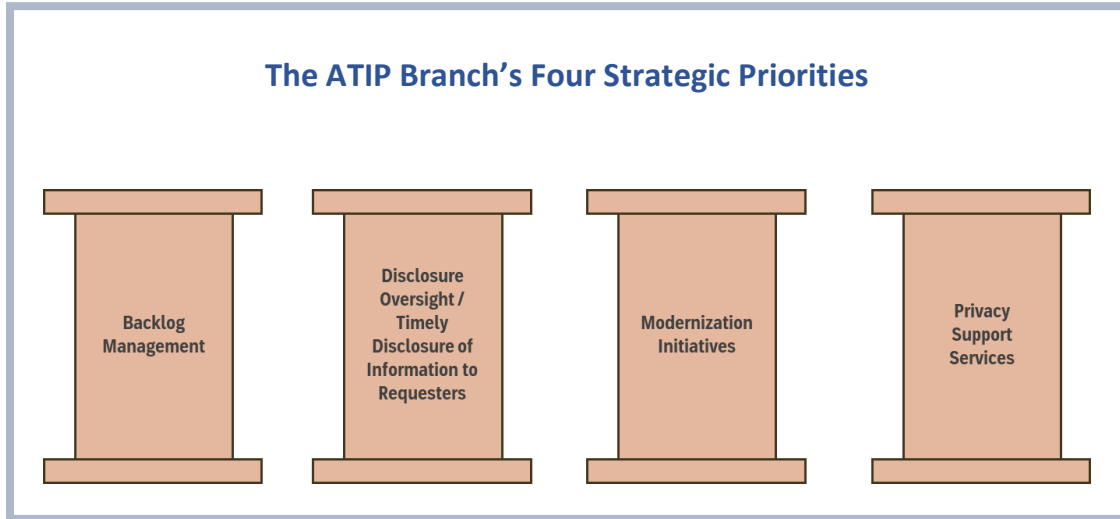 The ATIP Branch’s Four Strategic Priorities
Backlog
Management
Disclosure
Oversight /
Timely
Disclosure of
Information to
Requesters
Modernization
Initiatives
Privacy
Support
Services